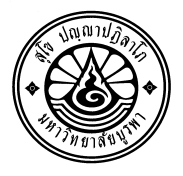 สุโข ปญฺญาปฏิลาโภ
มหาวิทยาลัยบูรพา